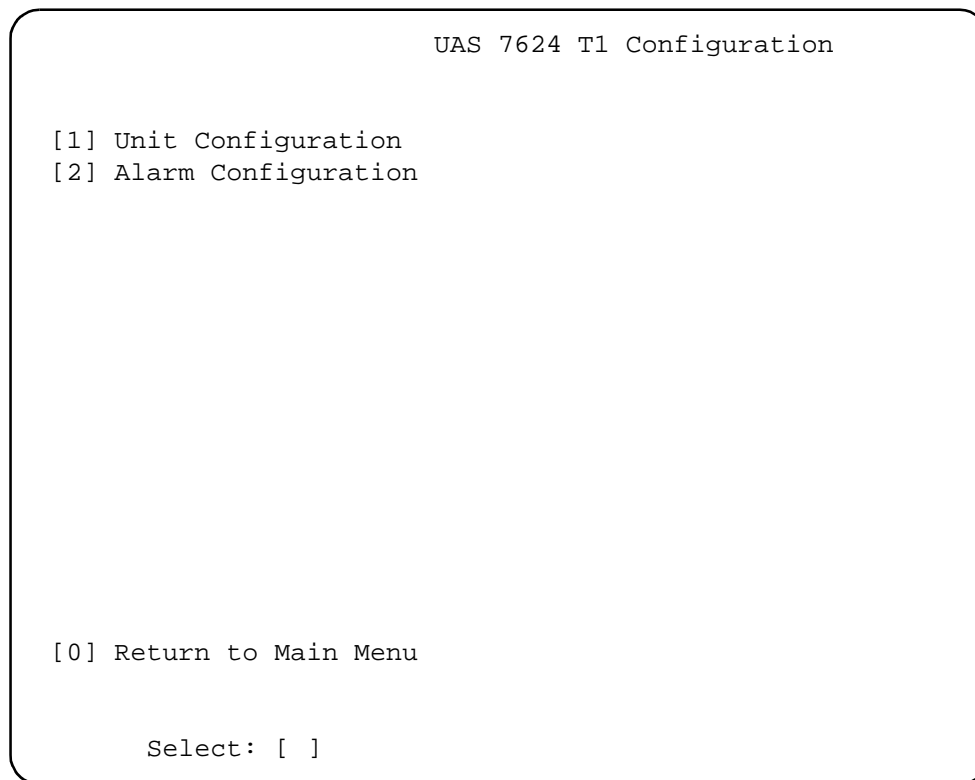 UAS 7624 T1 Configuration
[1] Unit Configuration
[2] Alarm Configuration
[0] Return to Main Menu
Select: [ ]